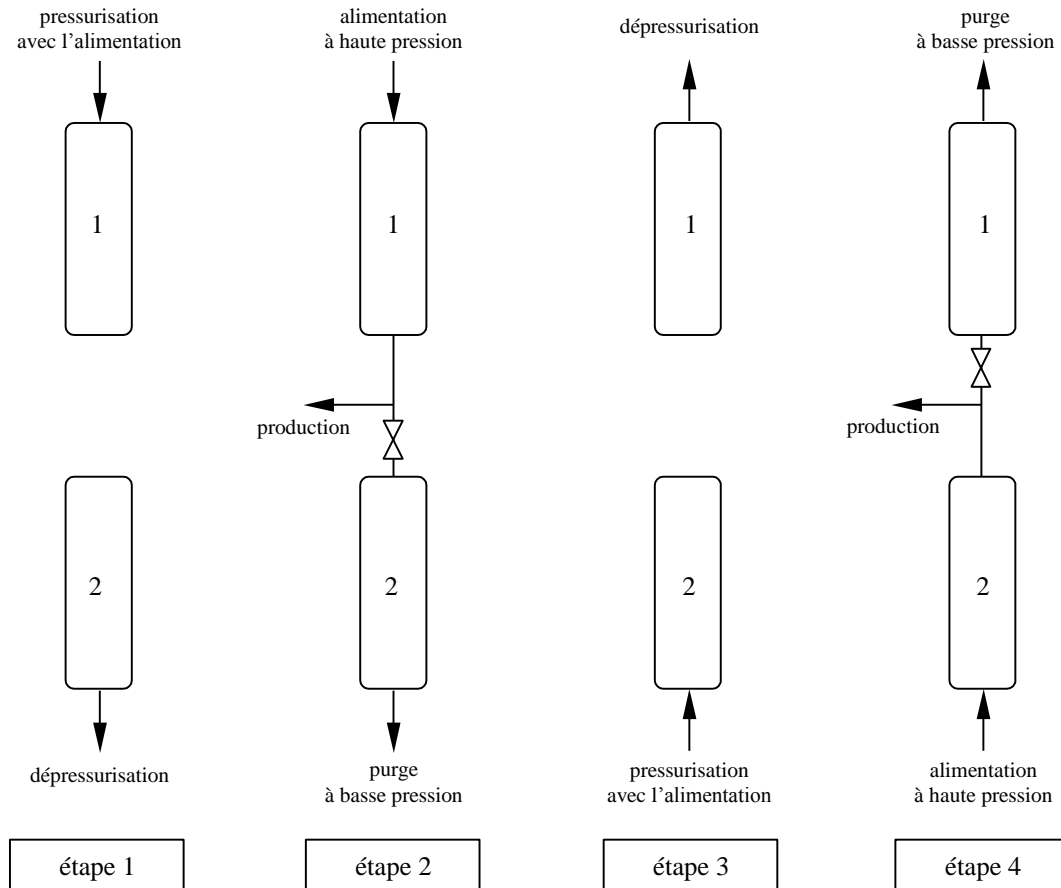 pressurisation
avec l’alimentation
alimentation
à haute pression
dépressurisation
purge
à basse pression
1
1
1
1
production
production
2
2
2
2
dépressurisation
purge
à basse pression
pressurisation
avec l’alimentation
alimentation
à haute pression
étape 1
étape 2
étape 3
étape 4